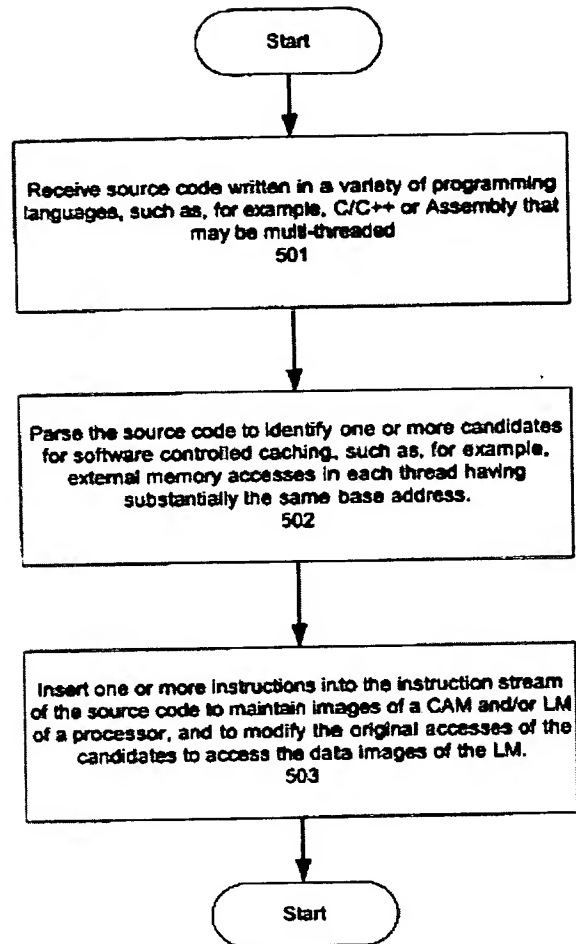 Start
Receive source code written in a variety of programming
languages, such as, for example, C/C++ or Assembly that
may be multi-threaded
501
Parse the source code to identify one or more candidates
for software controlled caching, such as, for example,
external memory accesses in each thread having
substantially the same base address.
502
Insert one or more instructions into the instruction stream
of the source code to maintain images of a CAM and/or LM
of a processor, and to modify the original accesses of the
candidates to access the data images of the LM.
503
Start